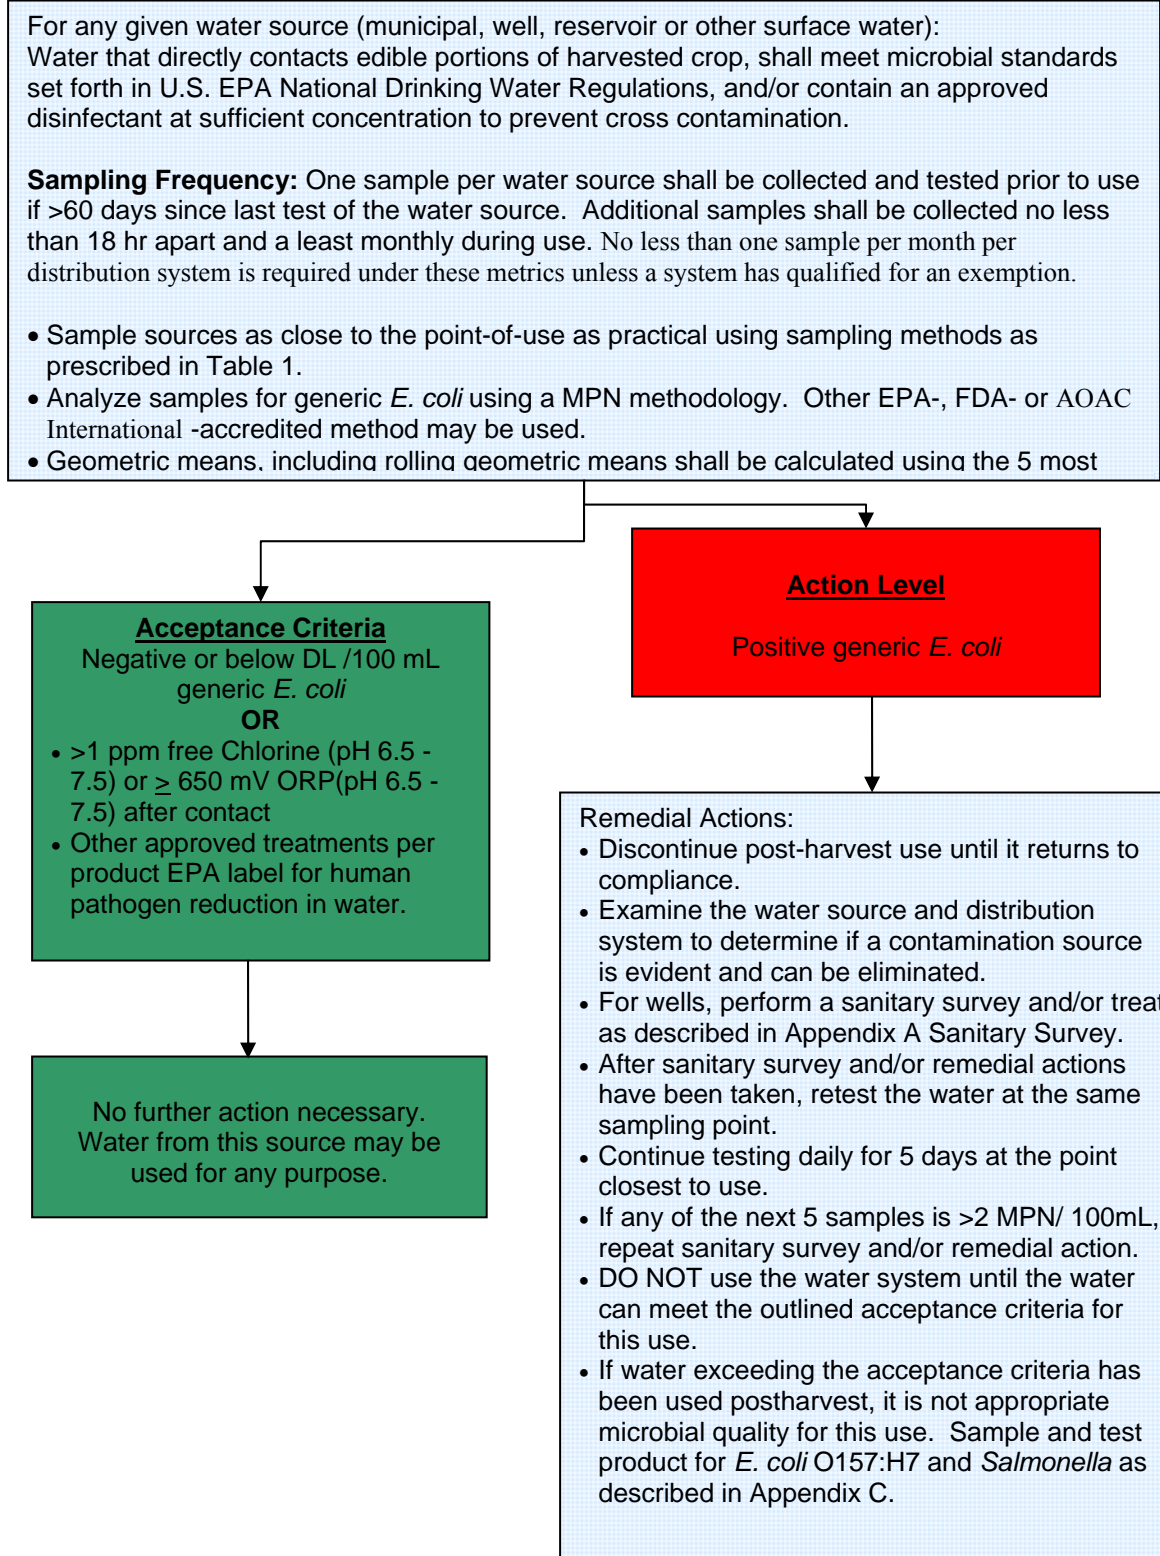 For any given water source (municipal, well, reservoir or other surface water):
Water that directly contacts edible portions of harvested crop, shall meet microbial standards
set forth in U.S. EPA National Drinking Water Regulations, and/or contain an approved
disinfectant at sufficient concentration to prevent cross contamination.
Sampling Frequency: One sample per water source shall be collected and tested prior to use
if >60 days since last test of the water source.  Additional samples shall be collected no less
than 18 hr apart and a least monthly during use. No less than one sample per month per
distribution system is required under these metrics unless a system has qualified for an exemption.
• Sample sources as close to the point-of-use as practical using sampling methods as
prescribed in Table 1.
• Analyze samples for generic E. coli using a MPN methodology.  Other EPA-, FDA- or AOAC
International -accredited method may be used.
• Geometric means, including rolling geometric means shall be calculated using the 5 most
Acceptance Criteria
Negative or below DL /100 mL
generic E. coli
OR
• >1 ppm free Chlorine (pH 6.5 -
7.5) or ≥ 650 mV ORP(pH 6.5 -
7.5) after contact
• Other approved treatments per
product EPA label for human
pathogen reduction in water.
No further action necessary.
Water from this source may be
used for any purpose.
Action Level
Positive generic E. coli
Remedial Actions:
• Discontinue post-harvest use until it returns to
compliance.
• Examine the water source and distribution
system to determine if a contamination source
is evident and can be eliminated.
• For wells, perform a sanitary survey and/or treat
as described in Appendix A Sanitary Survey.
• After sanitary survey and/or remedial actions
have been taken, retest the water at the same
sampling point.
• Continue testing daily for 5 days at the point
closest to use.
• If any of the next 5 samples is >2 MPN/ 100mL,
repeat sanitary survey and/or remedial action.
• DO NOT use the water system until the water
can meet the outlined acceptance criteria for
this use.
• If water exceeding the acceptance criteria has
been used postharvest, it is not appropriate
microbial quality for this use.  Sample and test
product for E. coli O157:H7 and Salmonella as
described in Appendix C.